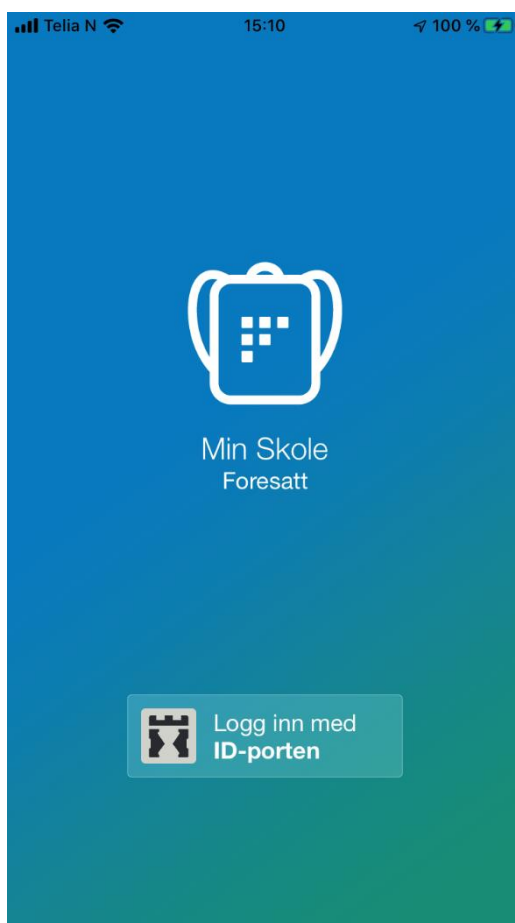 Telia N 15:10 100 %
Min Skole
Foresatt
Logg inn med
ID-porten